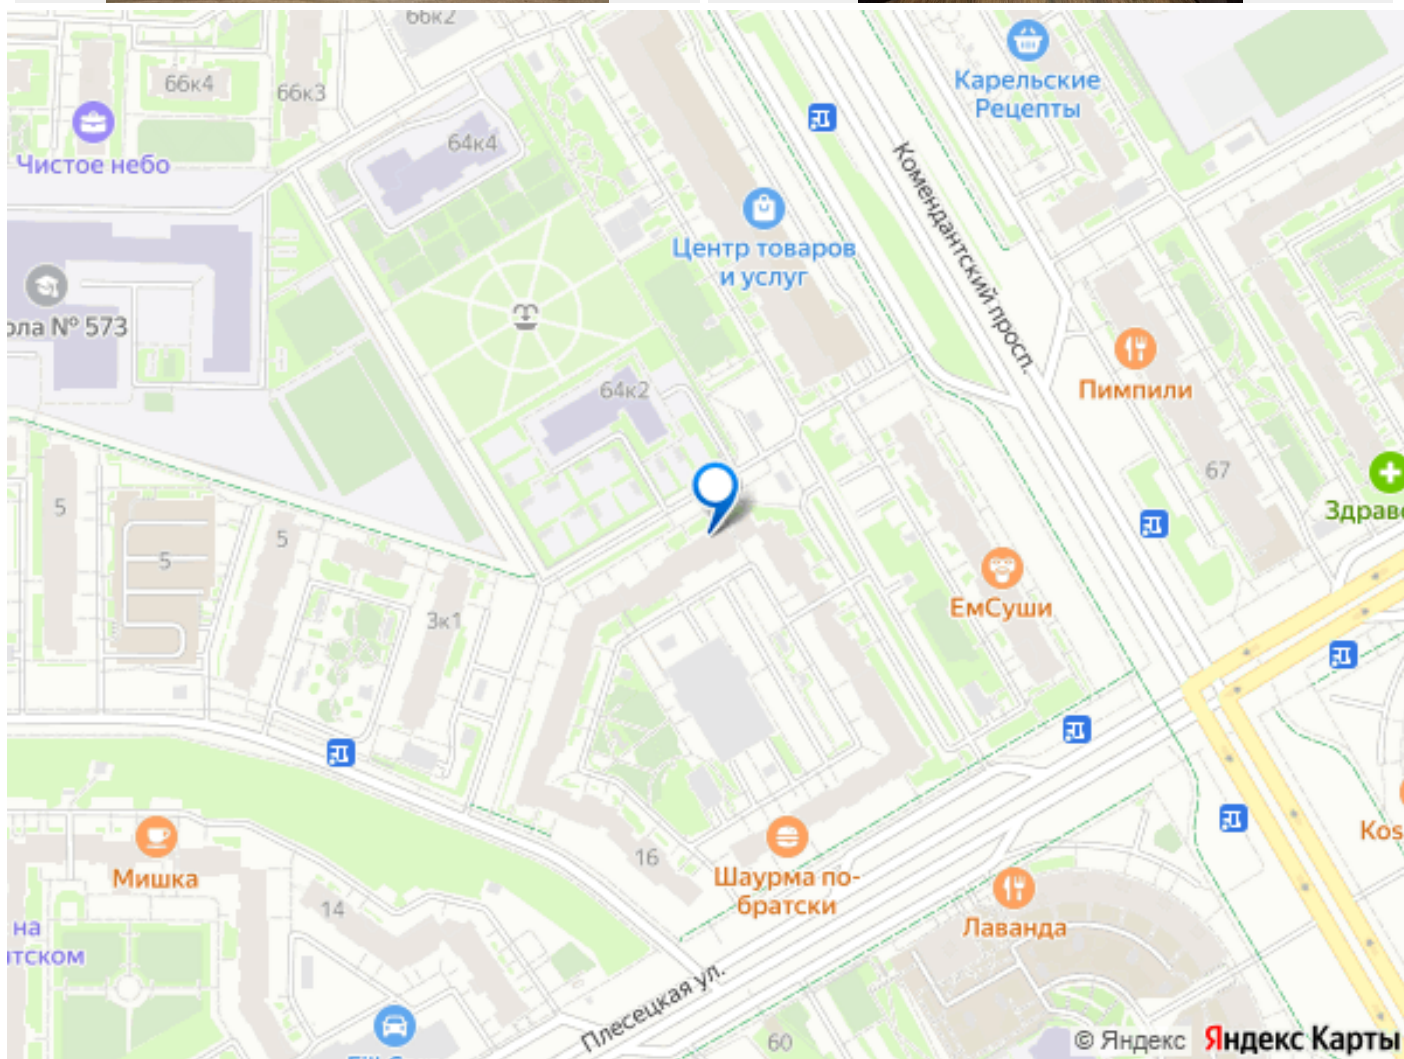 66к2
66к4
66к3
Карельские
Рецепты
Чистое небо
64к4
Комендантский просп.
Центр товаров
и услуг
ола № 573
Пимпили
64к2
67
5
5
5
Здраво
ЕмСуши
3к1
16
Мишка
Шаурма по-
братски
Kos
14
на
нтском
Лаванда
Плесецкая ул.
60
© Яндекс Яндекс Карты